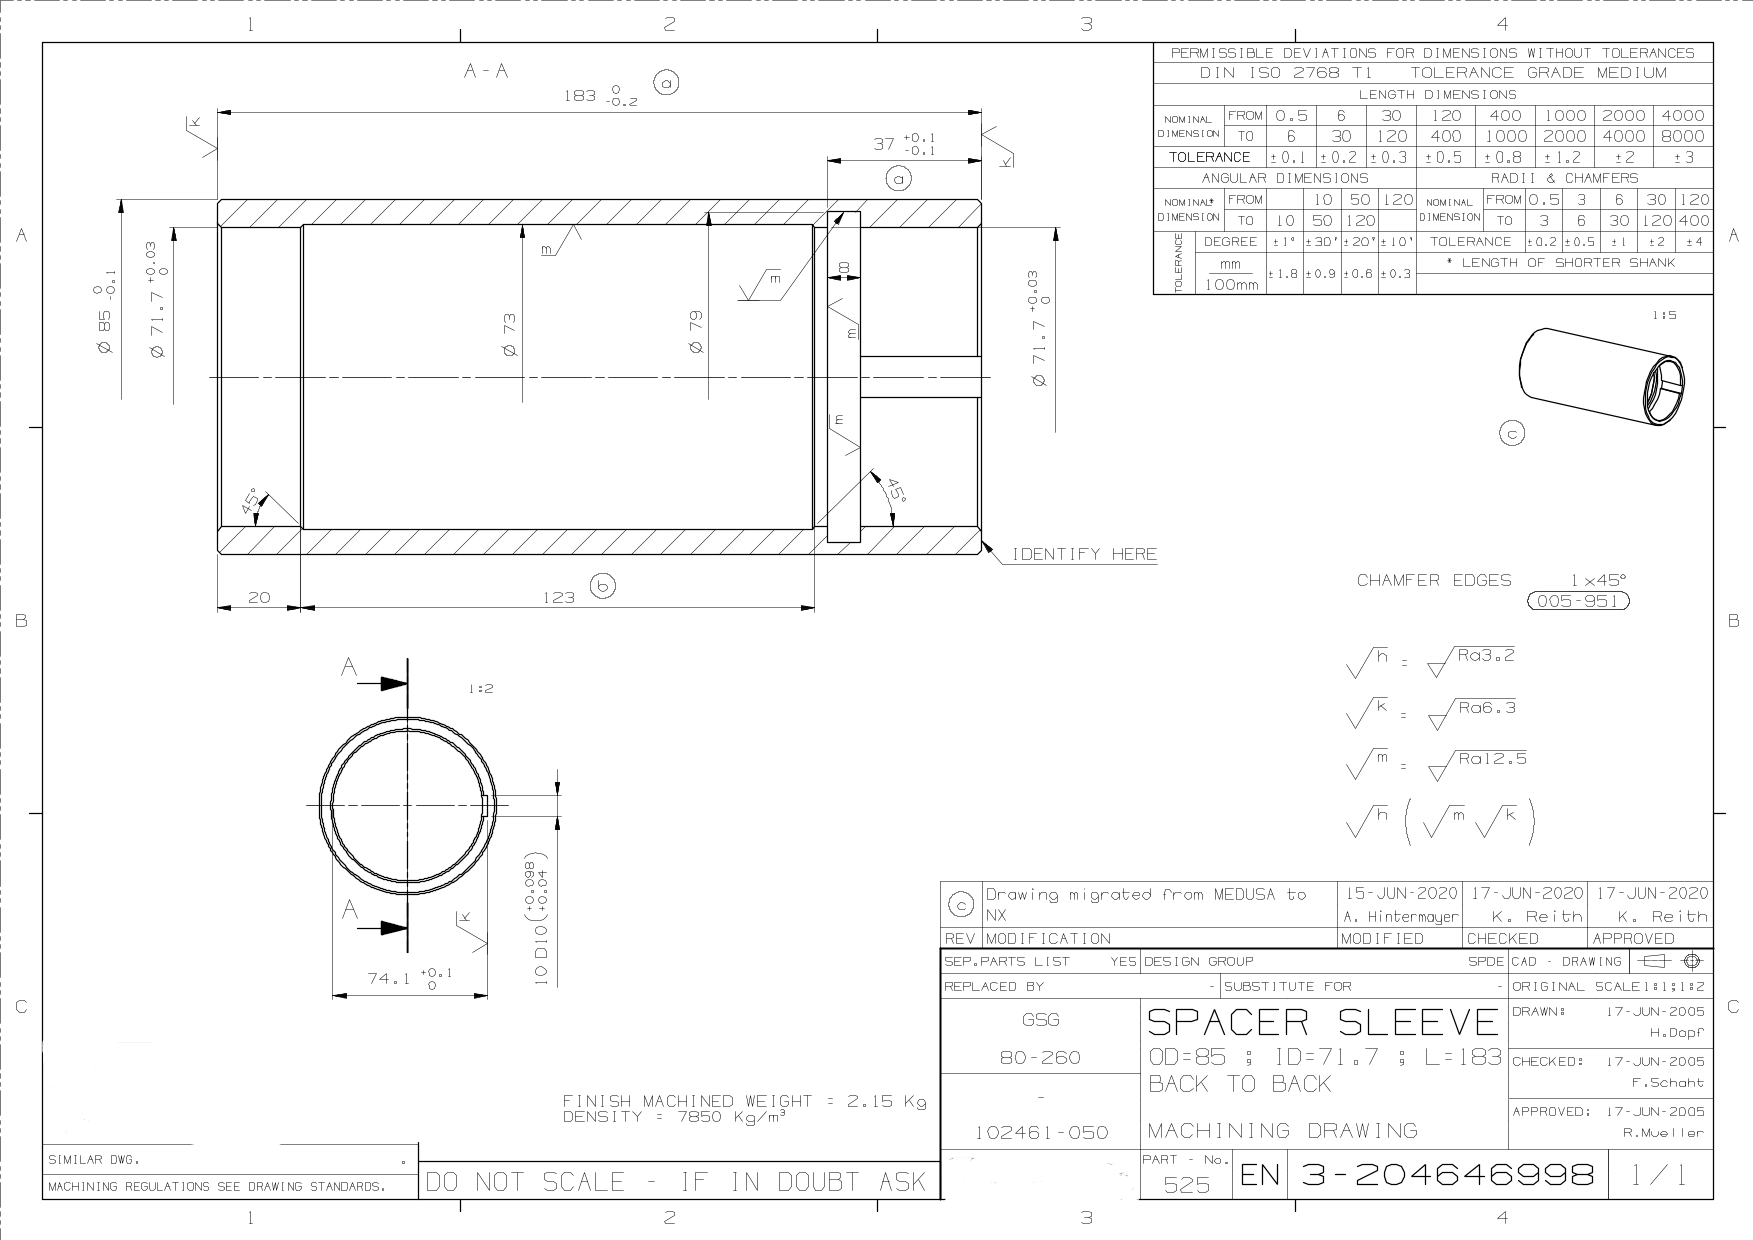 1 2 3 4
A - A
183 0 -0.2 a
37 +0.1 -0.1
a
k
k
A A
Ø 85 0 -0.1
Ø 71.7 +0.03 0
Ø 73
Ø 79
Ø 71.7 +0.03 0
m
m
8
m
m
45°
45°
IDENTIFY HERE
20
123 b
PERMISSIBLE DEVIATIONS FOR DIMENSIONS WITHOUT TOLERANCES
DIN ISO 2768 T1 TOLERANCE GRADE MEDIUM
LENGTH DIMENSIONS
NOMINAL DIMENSION FROM 0.5 6 30 120 400 1000 2000 4000
TO 6 30 120 400 1000 2000 4000 8000
TOLERANCE ±0.1 ±0.2 ±0.3 ±0.5 ±0.8 ±1.2 ±2 ±3
ANGULAR DIMENSIONS RADII & CHAMFERS
NOMINAL* DIMENSION FROM 10 50 120 NOMINAL DIMENSION FROM 0.5 3 6 30 120
TO 10 50 120 TO 3 6 30 120 400
TOLERANCE DEGREE ±1° ±30' ±20' ±10' TOLERANCE ±0.2 ±0.5 ±1 ±2 ±4
mm 100mm ±1.8 ±0.9 ±0.6 ±0.3 * LENGTH OF SHORTER SHANK
1:5
c
CHAMFER EDGES 1x45°
005-951
B B
h = Ra3.2
k = Ra6.3
m = Ra12.5
h ( m k )
A
1:2
A
k
10 D10 (+0.098 +0.04)
74.1 +0.1 0
c Drawing migrated from MEDUSA to NX 15-JUN-2020 17-JUN-2020 17-JUN-2020
A. Hintermayer K. Reith K. Reith
REV MODIFICATION MODIFIED CHECKED APPROVED
SEP.PARTS LIST YES DESIGN GROUP SPDE CAD - DRAWING
REPLACED BY - SUBSTITUTE FOR - ORIGINAL SCALE1:1;1:2
C C
GSG
80-260
-
102461-050
SPACER SLEEVE
OD=85 ; ID=71.7 ; L=183
BACK TO BACK
MACHINING DRAWING
DRAWN: 17-JUN-2005
H.Dopf
CHECKED: 17-JUN-2005
F.Schaht
APPROVED: 17-JUN-2005
R.Mueller
FINISH MACHINED WEIGHT = 2.15 Kg
DENSITY = 7850 Kg/m³
SIMILAR DWG. .
MACHINING REGULATIONS SEE DRAWING STANDARDS.
DO NOT SCALE - IF IN DOUBT ASK
PART - No.
525
EN 3-204646998 1/1
1 2 3 4